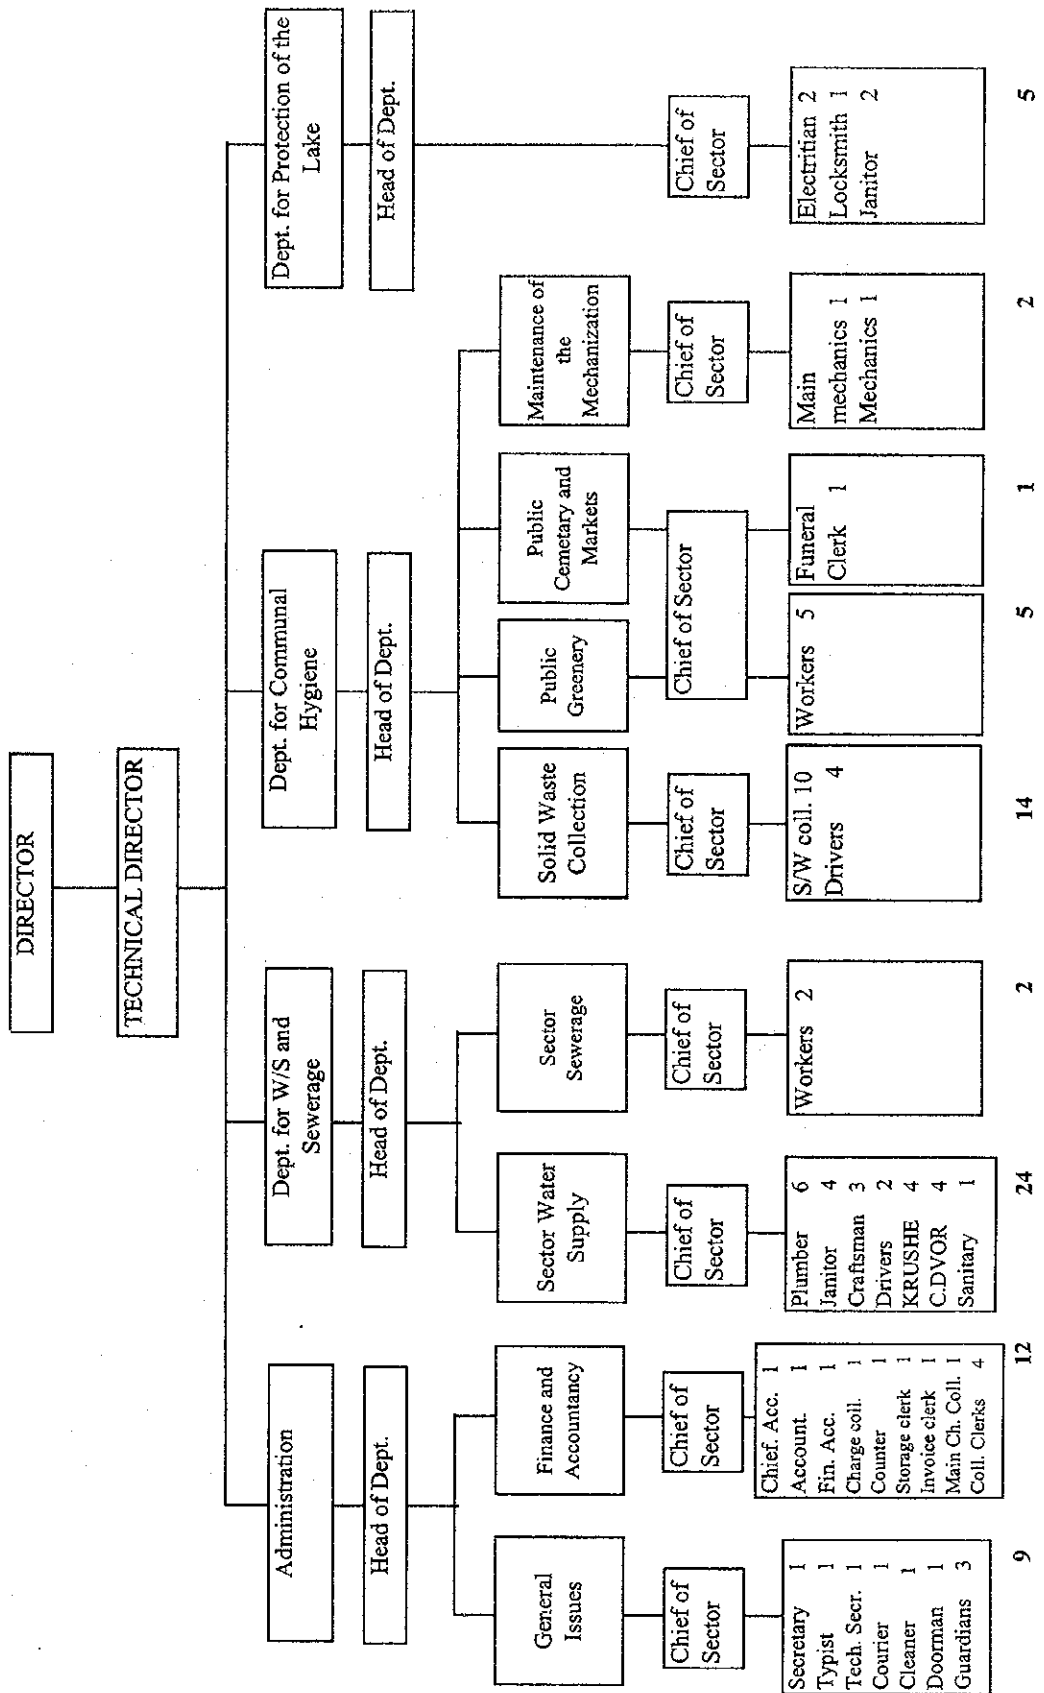 DIRECTOR
TECHNICAL DIRECTOR
Administration
Dept. for W/S and
Sewerage
Dept. for Communal
Hygiene
Dept. for Protection of the
Lake
Head of Dept.
Head of Dept.
Head of Dept.
Head of Dept.
General
Issues
Finance and
Accountancy
Sector Water
Supply
Sector
Sewerage
Solid Waste
Collection
Public
Greenery
Public
Cemetary and
Markets
Maintenance of
the
Mechanization
Chief of
Sector
Chief of
Sector
Chief of
Sector
Chief of
Sector
Chief of
Sector
Chief of Sector
Chief of
Sector
Chief of
Sector
Secretary 1
Typist 1
Tech. Secr. 1
Courier 1
Cleaner 1
Doorman 1
Guardians 3
Chief. Acc. 1
Account. 1
Fin. Acc. 1
Charge coll. 1
Counter 1
Storage clerk 1
Invoice clerk 1
Main Ch. Coll. 1
Coll. Clerks 4
Plumber 6
Janitor 4
Craftsman 3
Drivers 2
KRUSHE 4
C.DVOR 4
Sanitary 1
Workers 2
S/W coll. 10
Drivers 4
Workers 5
Funeral
Clerk 1
Main
mechanics 1
Mechanics 1
Electritian 2
Locksmith 1
Janitor 2
9 12 24 2 14 5 1 2 5